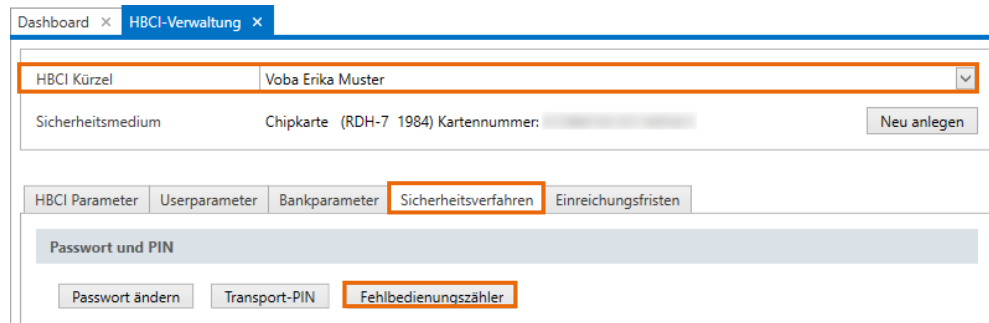 Dashboard × HBCI-Verwaltung ×
HBCI Kürzel Voba Erika Muster
Sicherheitsmedium Chipkarte (RDH-7 1984) Kartennummer: Neu anlegen
HBCI Parameter Userparameter Bankparameter Sicherheitsverfahren Einreichungsfristen
Passwort und PIN
Passwort ändern Transport-PIN Fehlbedienungszähler